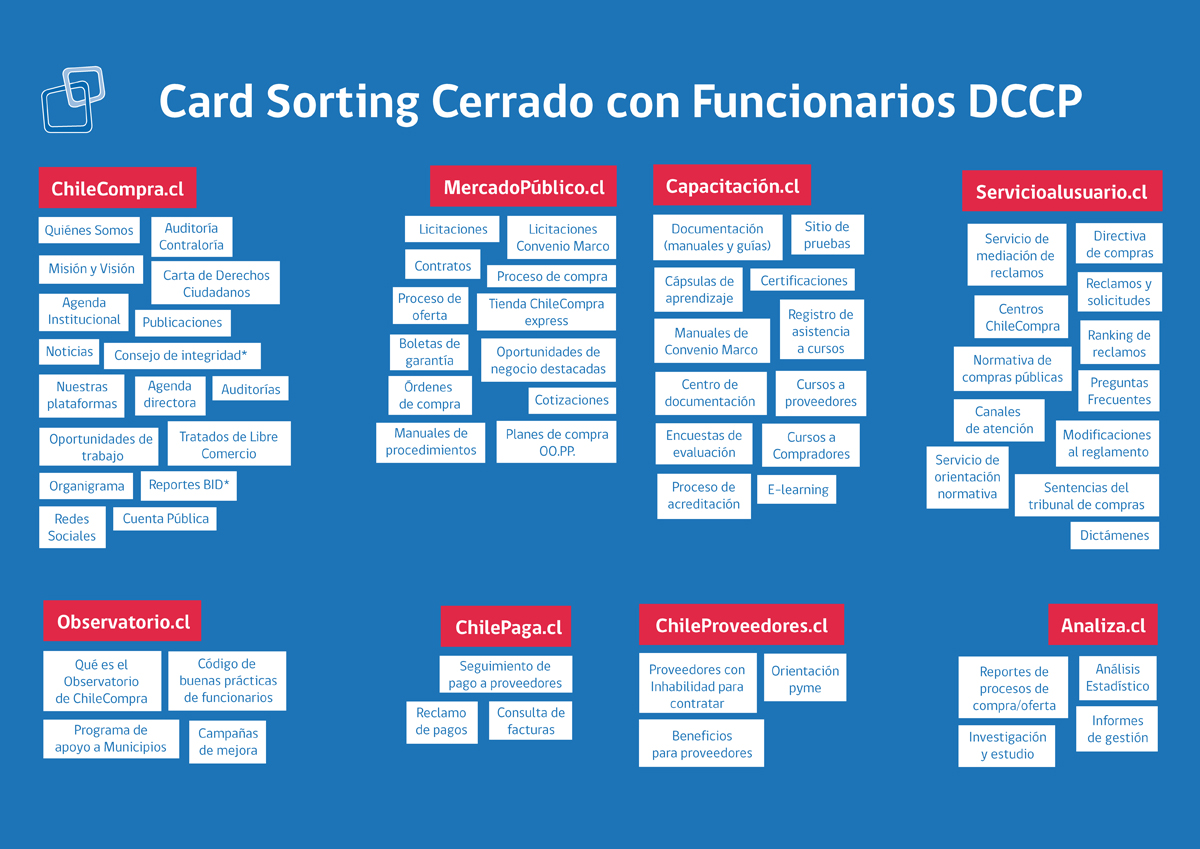 Card Sorting Cerrado con Funcionarios DCCP
ChileCompra.cl
Quiénes Somos
Auditoría
Contraloría
Misión y Visión
Carta de Derechos
Ciudadanos
Agenda
Institucional
Publicaciones
Noticias
Consejo de integridad*
Nuestras
plataformas
Agenda
directora
Auditorías
Oportunidades de
trabajo
Tratados de Libre
Comercio
Organigrama
Reportes BID*
Redes
Sociales
Cuenta Pública
MercadoPúblico.cl
Licitaciones
Licitaciones
Convenio Marco
Contratos
Proceso de compra
Proceso de
oferta
Tienda ChileCompra
express
Boletas de
garantía
Oportunidades de
negocio destacadas
Órdenes
de compra
Cotizaciones
Manuales de
procedimientos
Planes de compra
OO.PP.
Capacitación.cl
Documentación
(manuales y guías)
Sitio de
pruebas
Cápsulas de
aprendizaje
Certificaciones
Registro de
asistencia
a cursos
Manuales de
Convenio Marco
Centro de
documentación
Cursos a
proveedores
Encuestas de
evaluación
Cursos a
Compradores
Proceso de
acreditación
E-learning
Servicioalusuario.cl
Servicio de
mediación de
reclamos
Directiva
de compras
Reclamos y
solicitudes
Centros
ChileCompra
Ranking de
reclamos
Normativa de
compras públicas
Preguntas
Frecuentes
Canales
de atención
Modificaciones
al reglamento
Servicio de
orientación
normativa
Sentencias del
tribunal de compras
Dictámenes
Observatorio.cl
Qué es el
Observatorio
de ChileCompra
Código de
buenas prácticas
de funcionarios
Programa de
apoyo a Municipios
Campañas
de mejora
ChilePaga.cl
Seguimiento de
pago a proveedores
Reclamo
de pagos
Consulta de
facturas
ChileProveedores.cl
Proveedores con
Inhabilidad para
contratar
Orientación
pyme
Beneficios
para proveedores
Analiza.cl
Reportes de
procesos de
compra/oferta
Análisis
Estadístico
Investigación
y estudio
Informes
de gestión